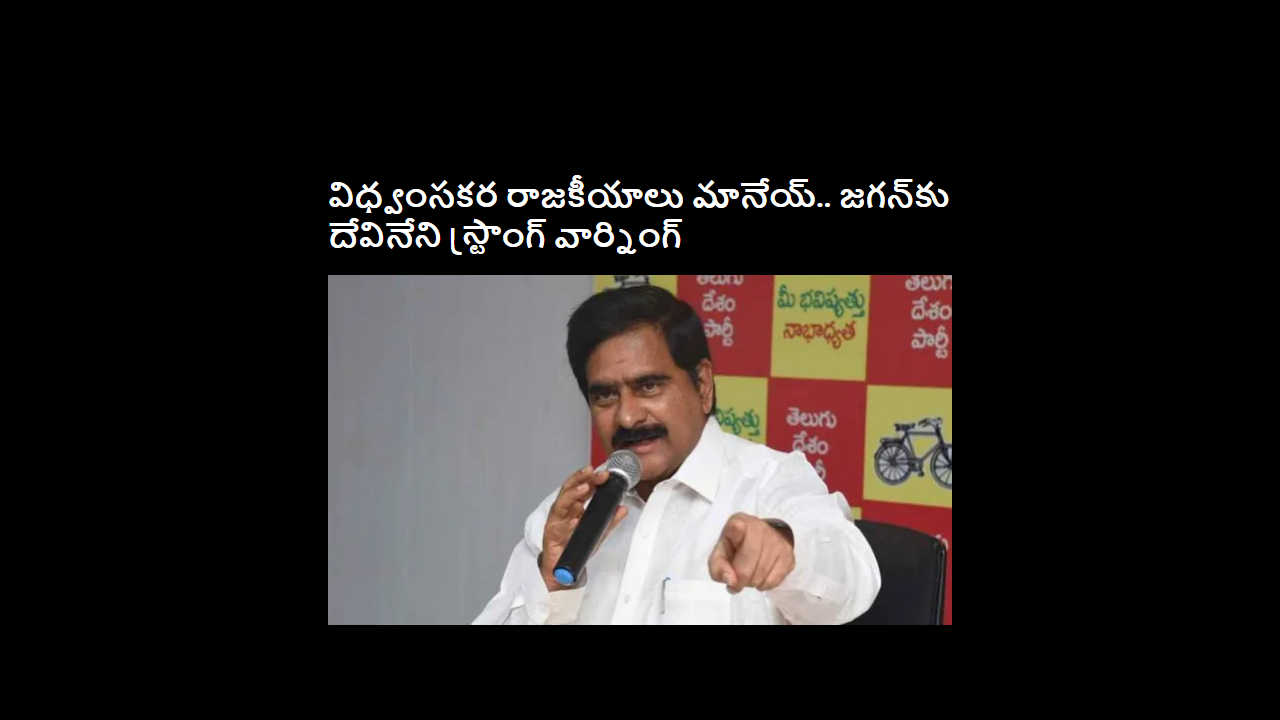 విధ్వంసకర రాజకీయాలు మానేయ్.. జగన్‌కు
దేవినేని స్ట్రాంగ్ వార్నింగ్
తెలుగు
దేశం
పార్టీ
మీ భవిష్యత్తు
నాభాధ్యత
తెలుగు
దేశం
పార్టీ
తెలుగు
దేశం